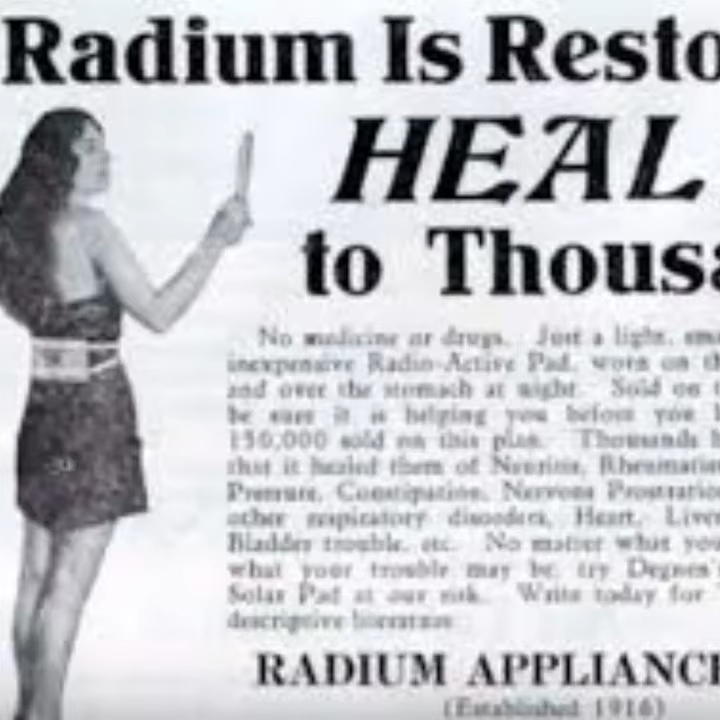 Radium Is Resto
HEAL
to Thousa
No medicine or drugs. Just a light, sma
inexpensive Radio-Active Pad, worn on th
and over the stomach at night. Sold on
be sure it is helping you before you
150,000 sold on this plan. Thousands h
that it healed them of Neuritis, Rheumatis
Pressure, Constipation, Nervous Prostratio
other respiratory disorders, Heart, Live
Bladder trouble, etc. No matter what you
what your trouble may be, try Degnen's
Solar Pad at our risk. Write today for
descriptive literature
RADIUM APPLIANC
(Established 1916)